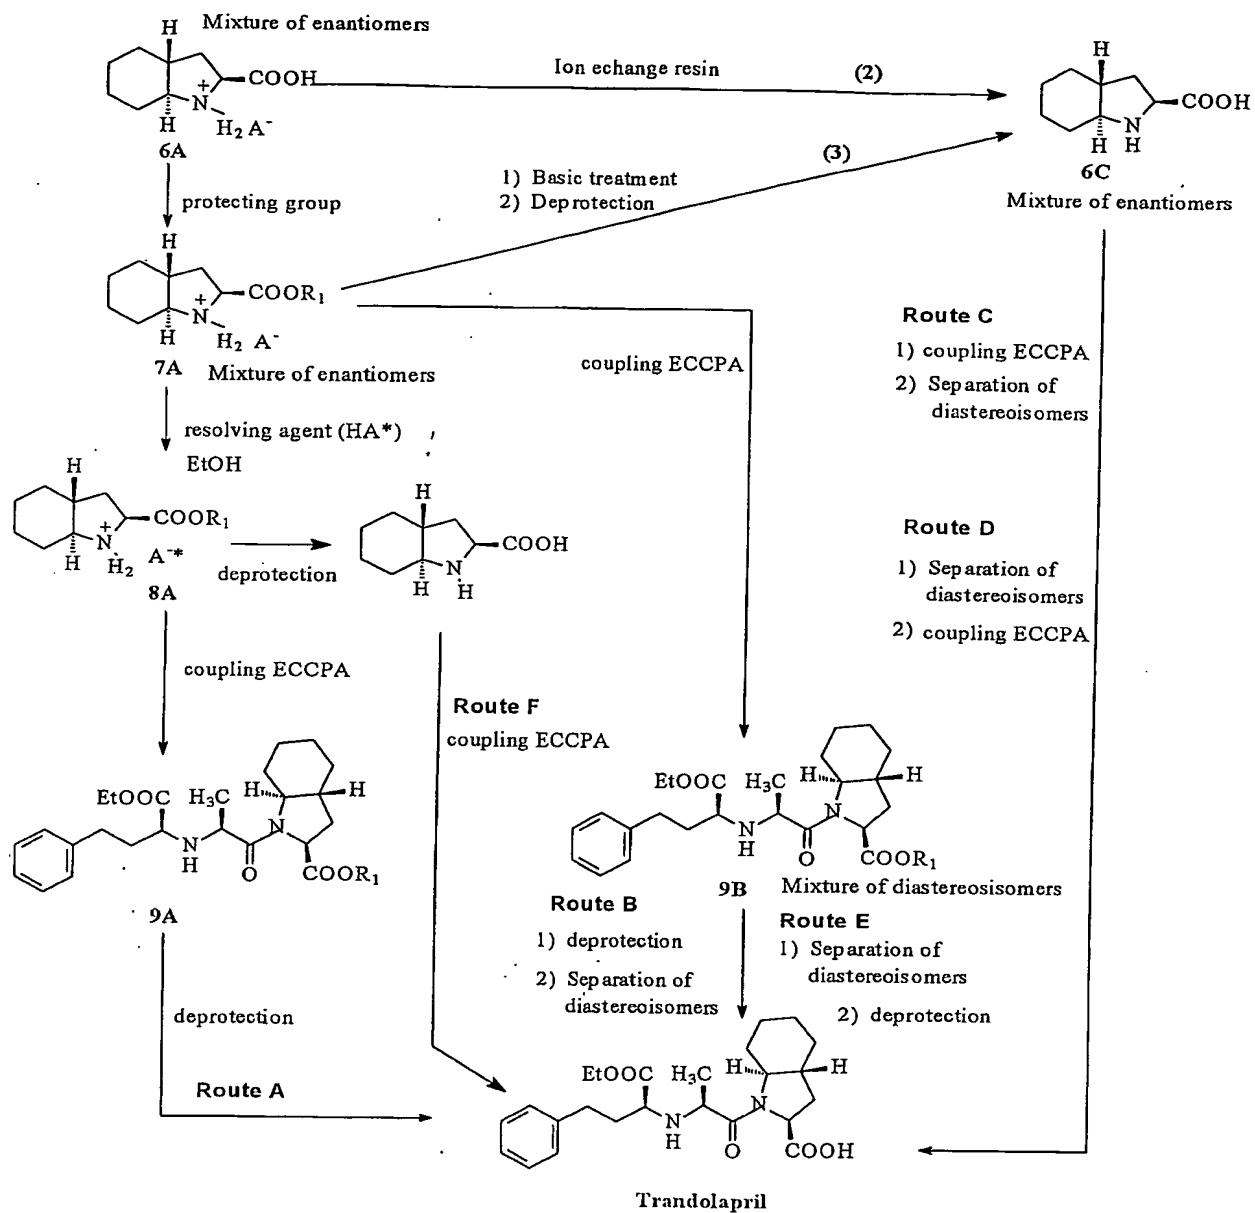 Mixture of enantiomers
H
COOH
+
N
H
H2 A-
6A
Ion echange resin
(2)
H
COOH
N
H H
6C
Mixture of enantiomers
protecting group
(3)
1) Basic treatment
2) Deprotection
H
COOR1
+
N
H
H2 A-
7A
Mixture of enantiomers
coupling ECCPA
Route C
1) coupling ECCPA
2) Separation of
diastereoisomers
resolving agent (HA*)
EtOH
H
COOR1
+
N
H
H2
A-*
8A
deprotection
H
COOH
N
H
H
Route D
1) Separation of
diastereoisomers
2) coupling ECCPA
coupling ECCPA
Route F
coupling ECCPA
EtOOC H3C H H
N
N
H
O
COOR1
9A
EtOOC H3C H H
N
N
H
O
COOR1
9B
Mixture of diastereosisomers
Route B
1) deprotection
2) Separation of
diastereoisomers
Route E
1) Separation of
diastereoisomers
2) deprotection
deprotection
Route A
EtOOC H3C H H
N
N
H
O
COOH
Trandolapril